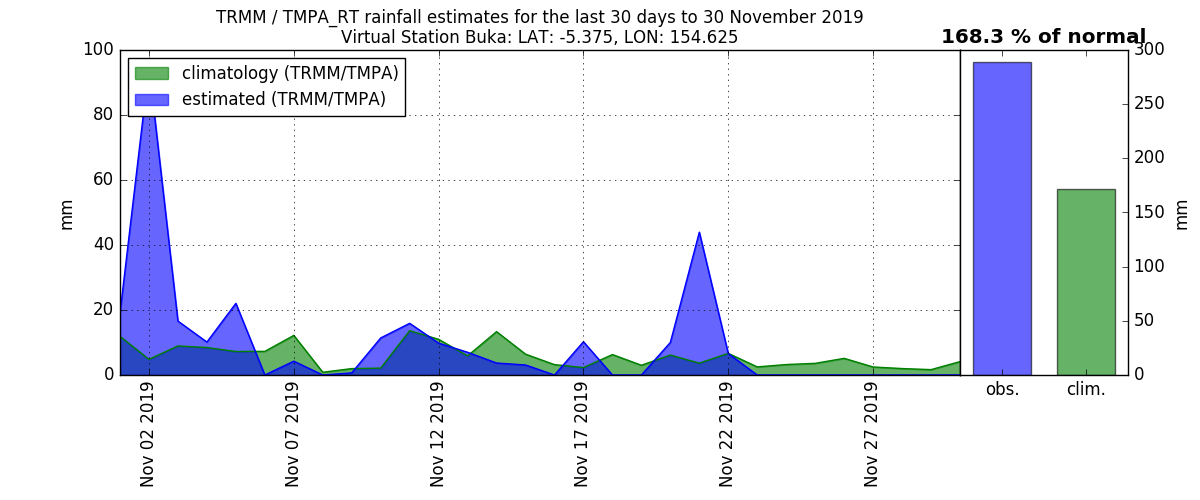 TRMM / TMPA_RT rainfall estimates for the last 30 days to 30 November 2019
Virtual Station Buka: LAT: -5.375, LON: 154.625
168.3 % of normal
climatology (TRMM/TMPA)
estimated (TRMM/TMPA)
100
80
60
40
20
0
mm
Nov 02 2019
Nov 07 2019
Nov 12 2019
Nov 17 2019
Nov 22 2019
Nov 27 2019
300
250
200
150
100
50
0
mm
obs.
clim.